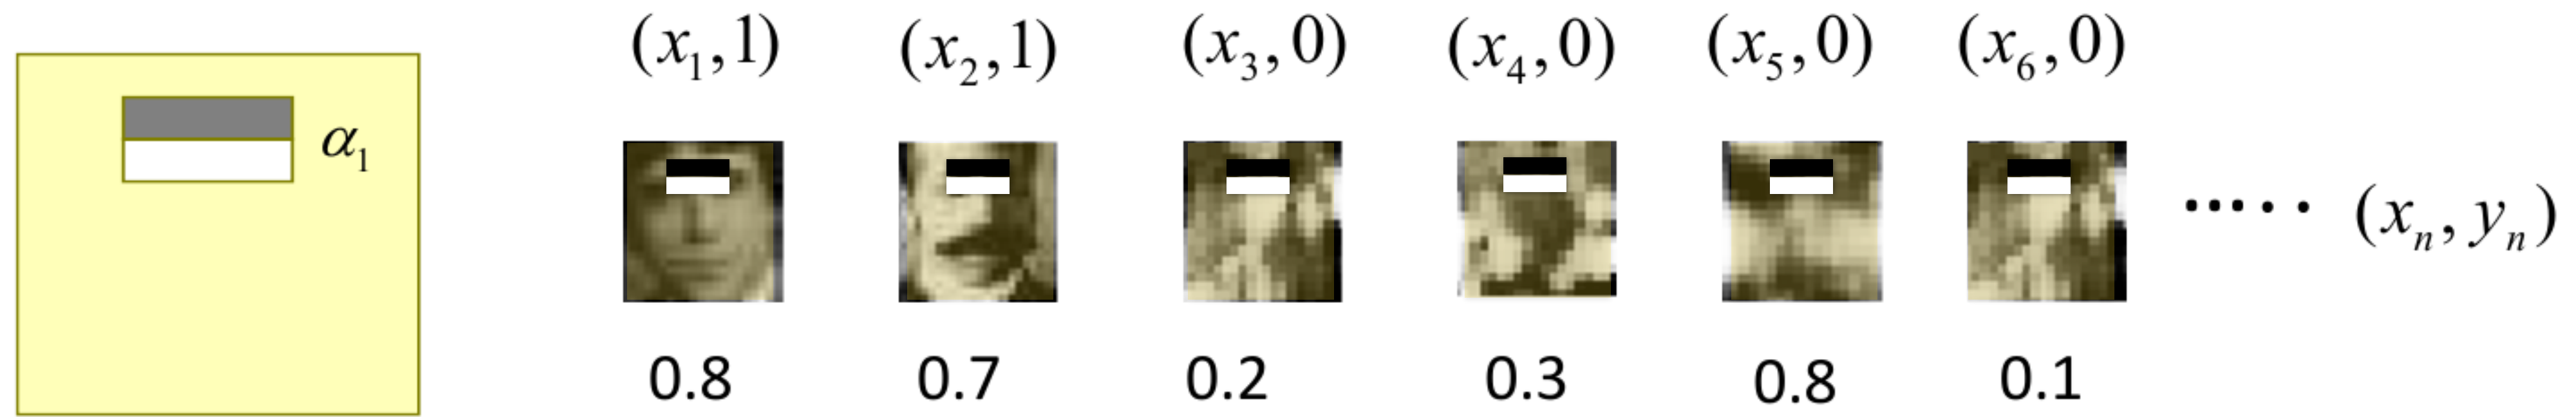 (x₁,1) (x₂,1) (x₃,0) (x₄,0) (x₅,0) (x₆,0)
α₁
····· (xₙ, yₙ)
0.8 0.7 0.2 0.3 0.8 0.1